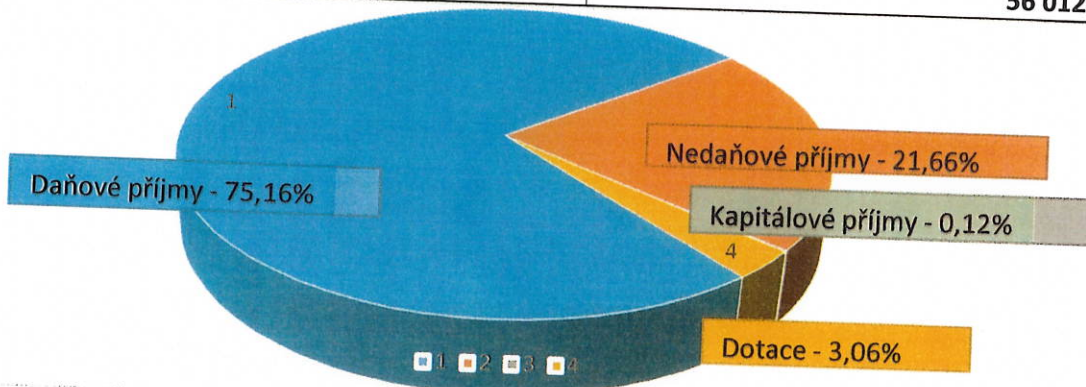 56 012
1
Nedaňové příjmy - 21,66%
Daňové příjmy - 75,16%
Kapitálové příjmy - 0,12%
4
Dotace - 3,06%
1 2 3 4